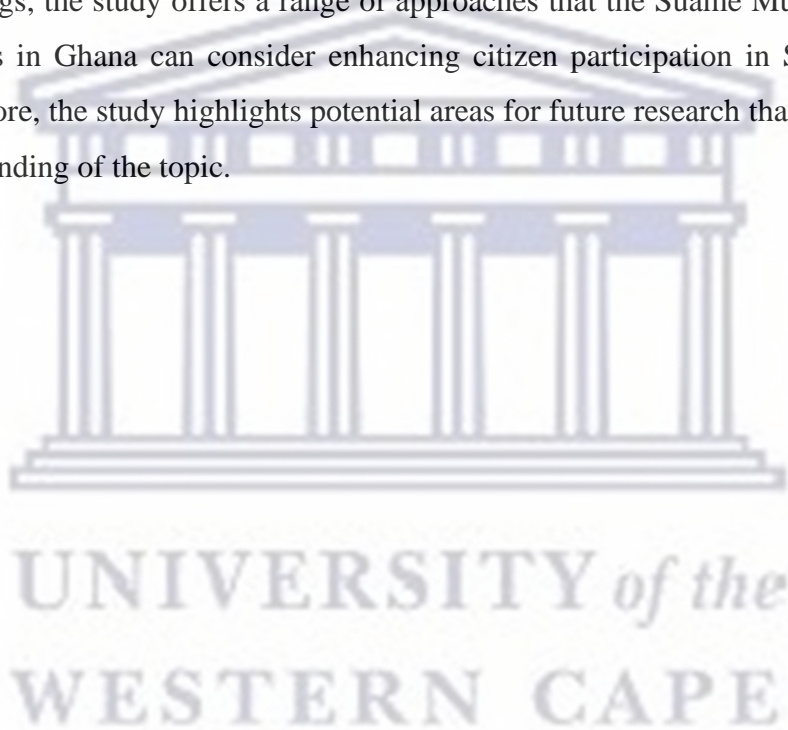 gs, the study offers a range of approaches that the Suame Mu
s in Ghana can consider enhancing citizen participation in S
ore, the study highlights potential areas for future research tha
nding of the topic.
UNIVERSITY of the
WESTERN CAPE